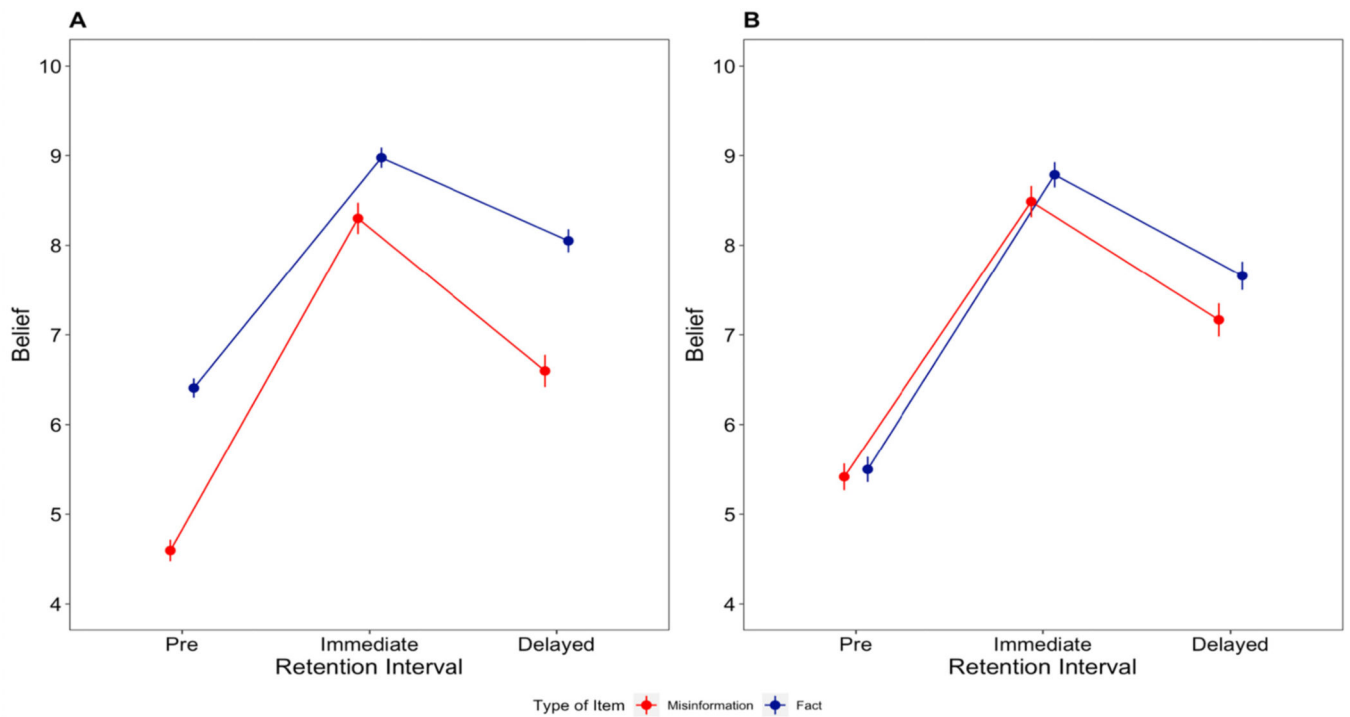 A
B
10
9
8
7
6
5
4
Belief
Pre
Immediate
Delayed
Retention Interval
10
9
8
7
6
5
4
Belief
Pre
Immediate
Delayed
Retention Interval
Type of Item Misinformation Fact